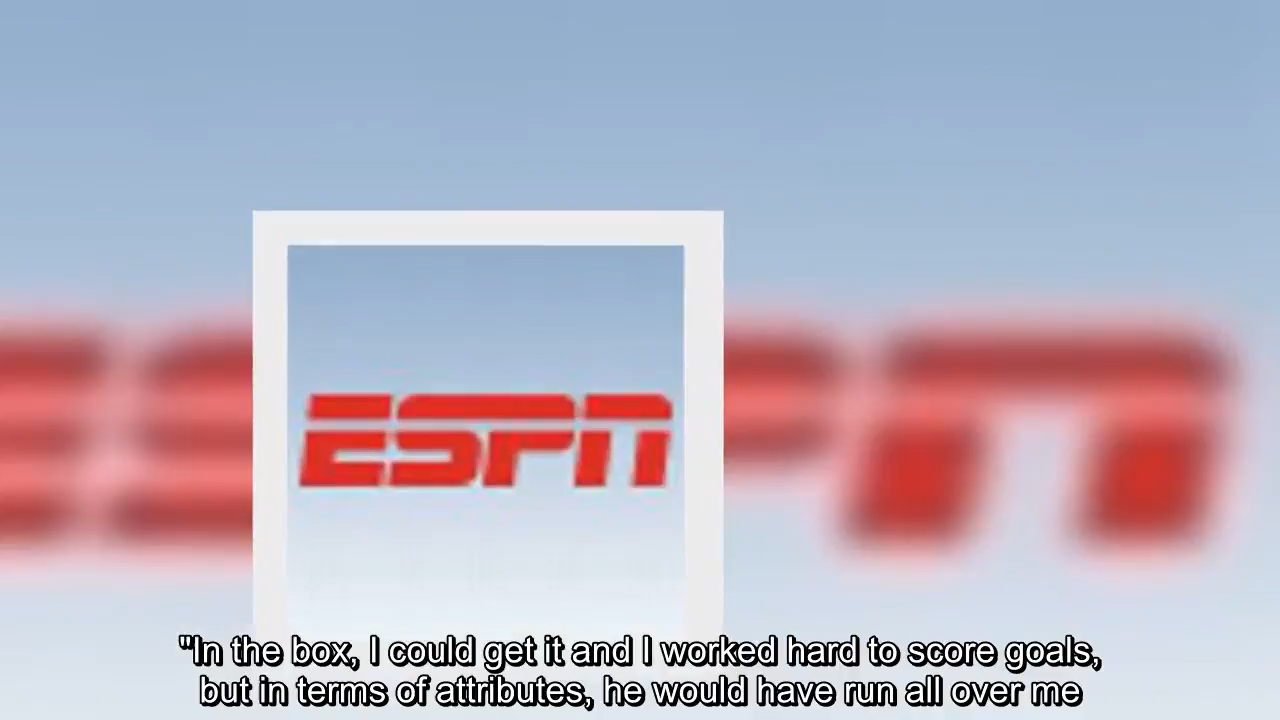 ESPN
"In the box, I could get it and I worked hard to score goals,
but in terms of attributes, he would have run all over me